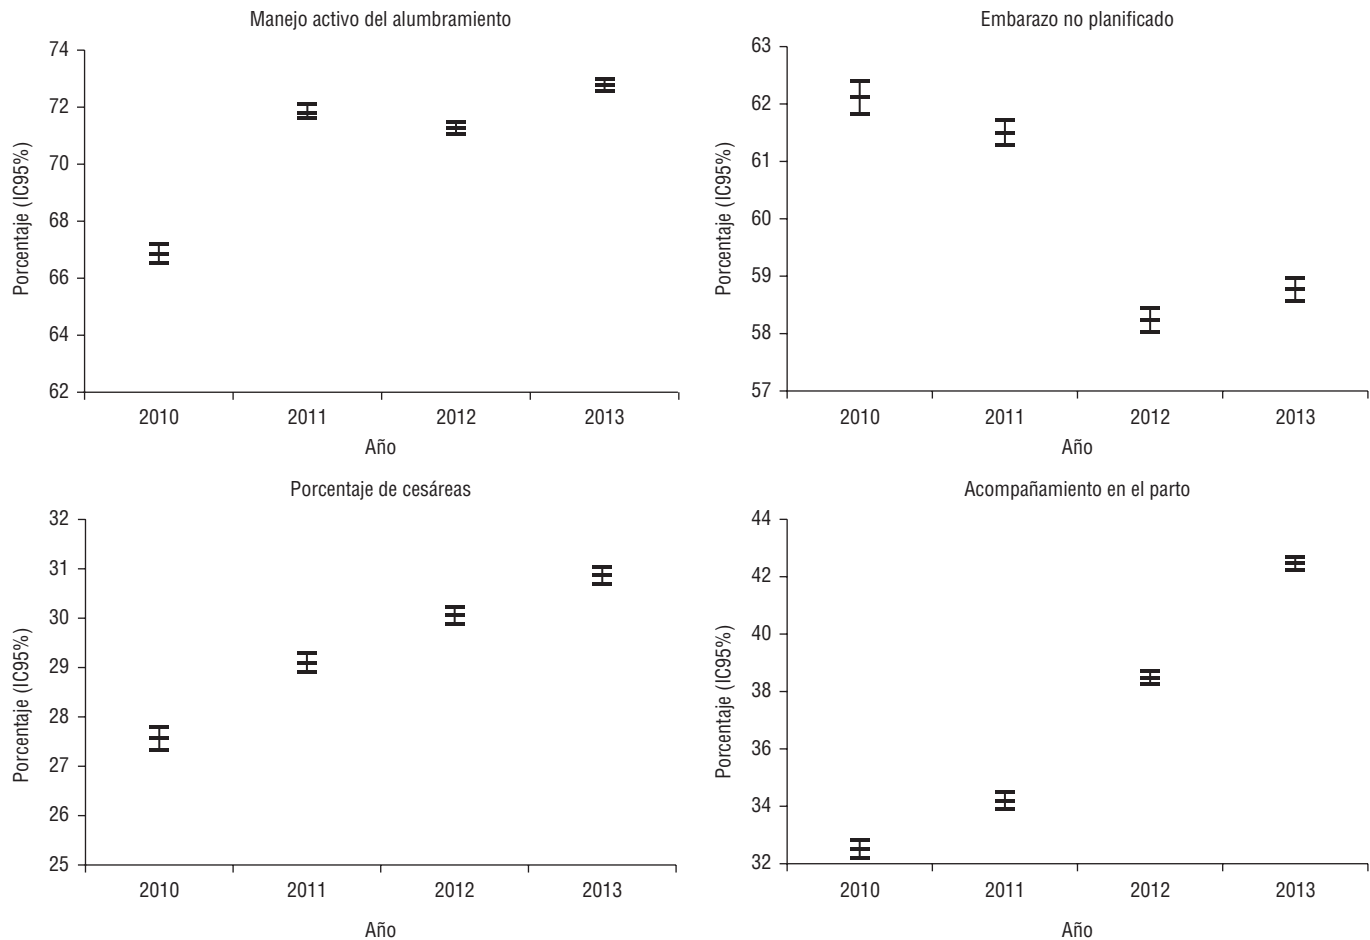 Manejo activo del alumbramiento
74
72
70
68
66
64
62
Porcentaje (IC95%)
2010 2011 2012 2013
Año
Embarazo no planificado
63
62
61
60
59
58
57
Porcentaje (IC95%)
2010 2011 2012 2013
Año
Porcentaje de cesáreas
32
31
30
29
28
27
26
25
Porcentaje (IC95%)
2010 2011 2012 2013
Año
Acompañamiento en el parto
44
42
40
38
36
34
32
Porcentaje (IC95%)
2010 2011 2012 2013
Año